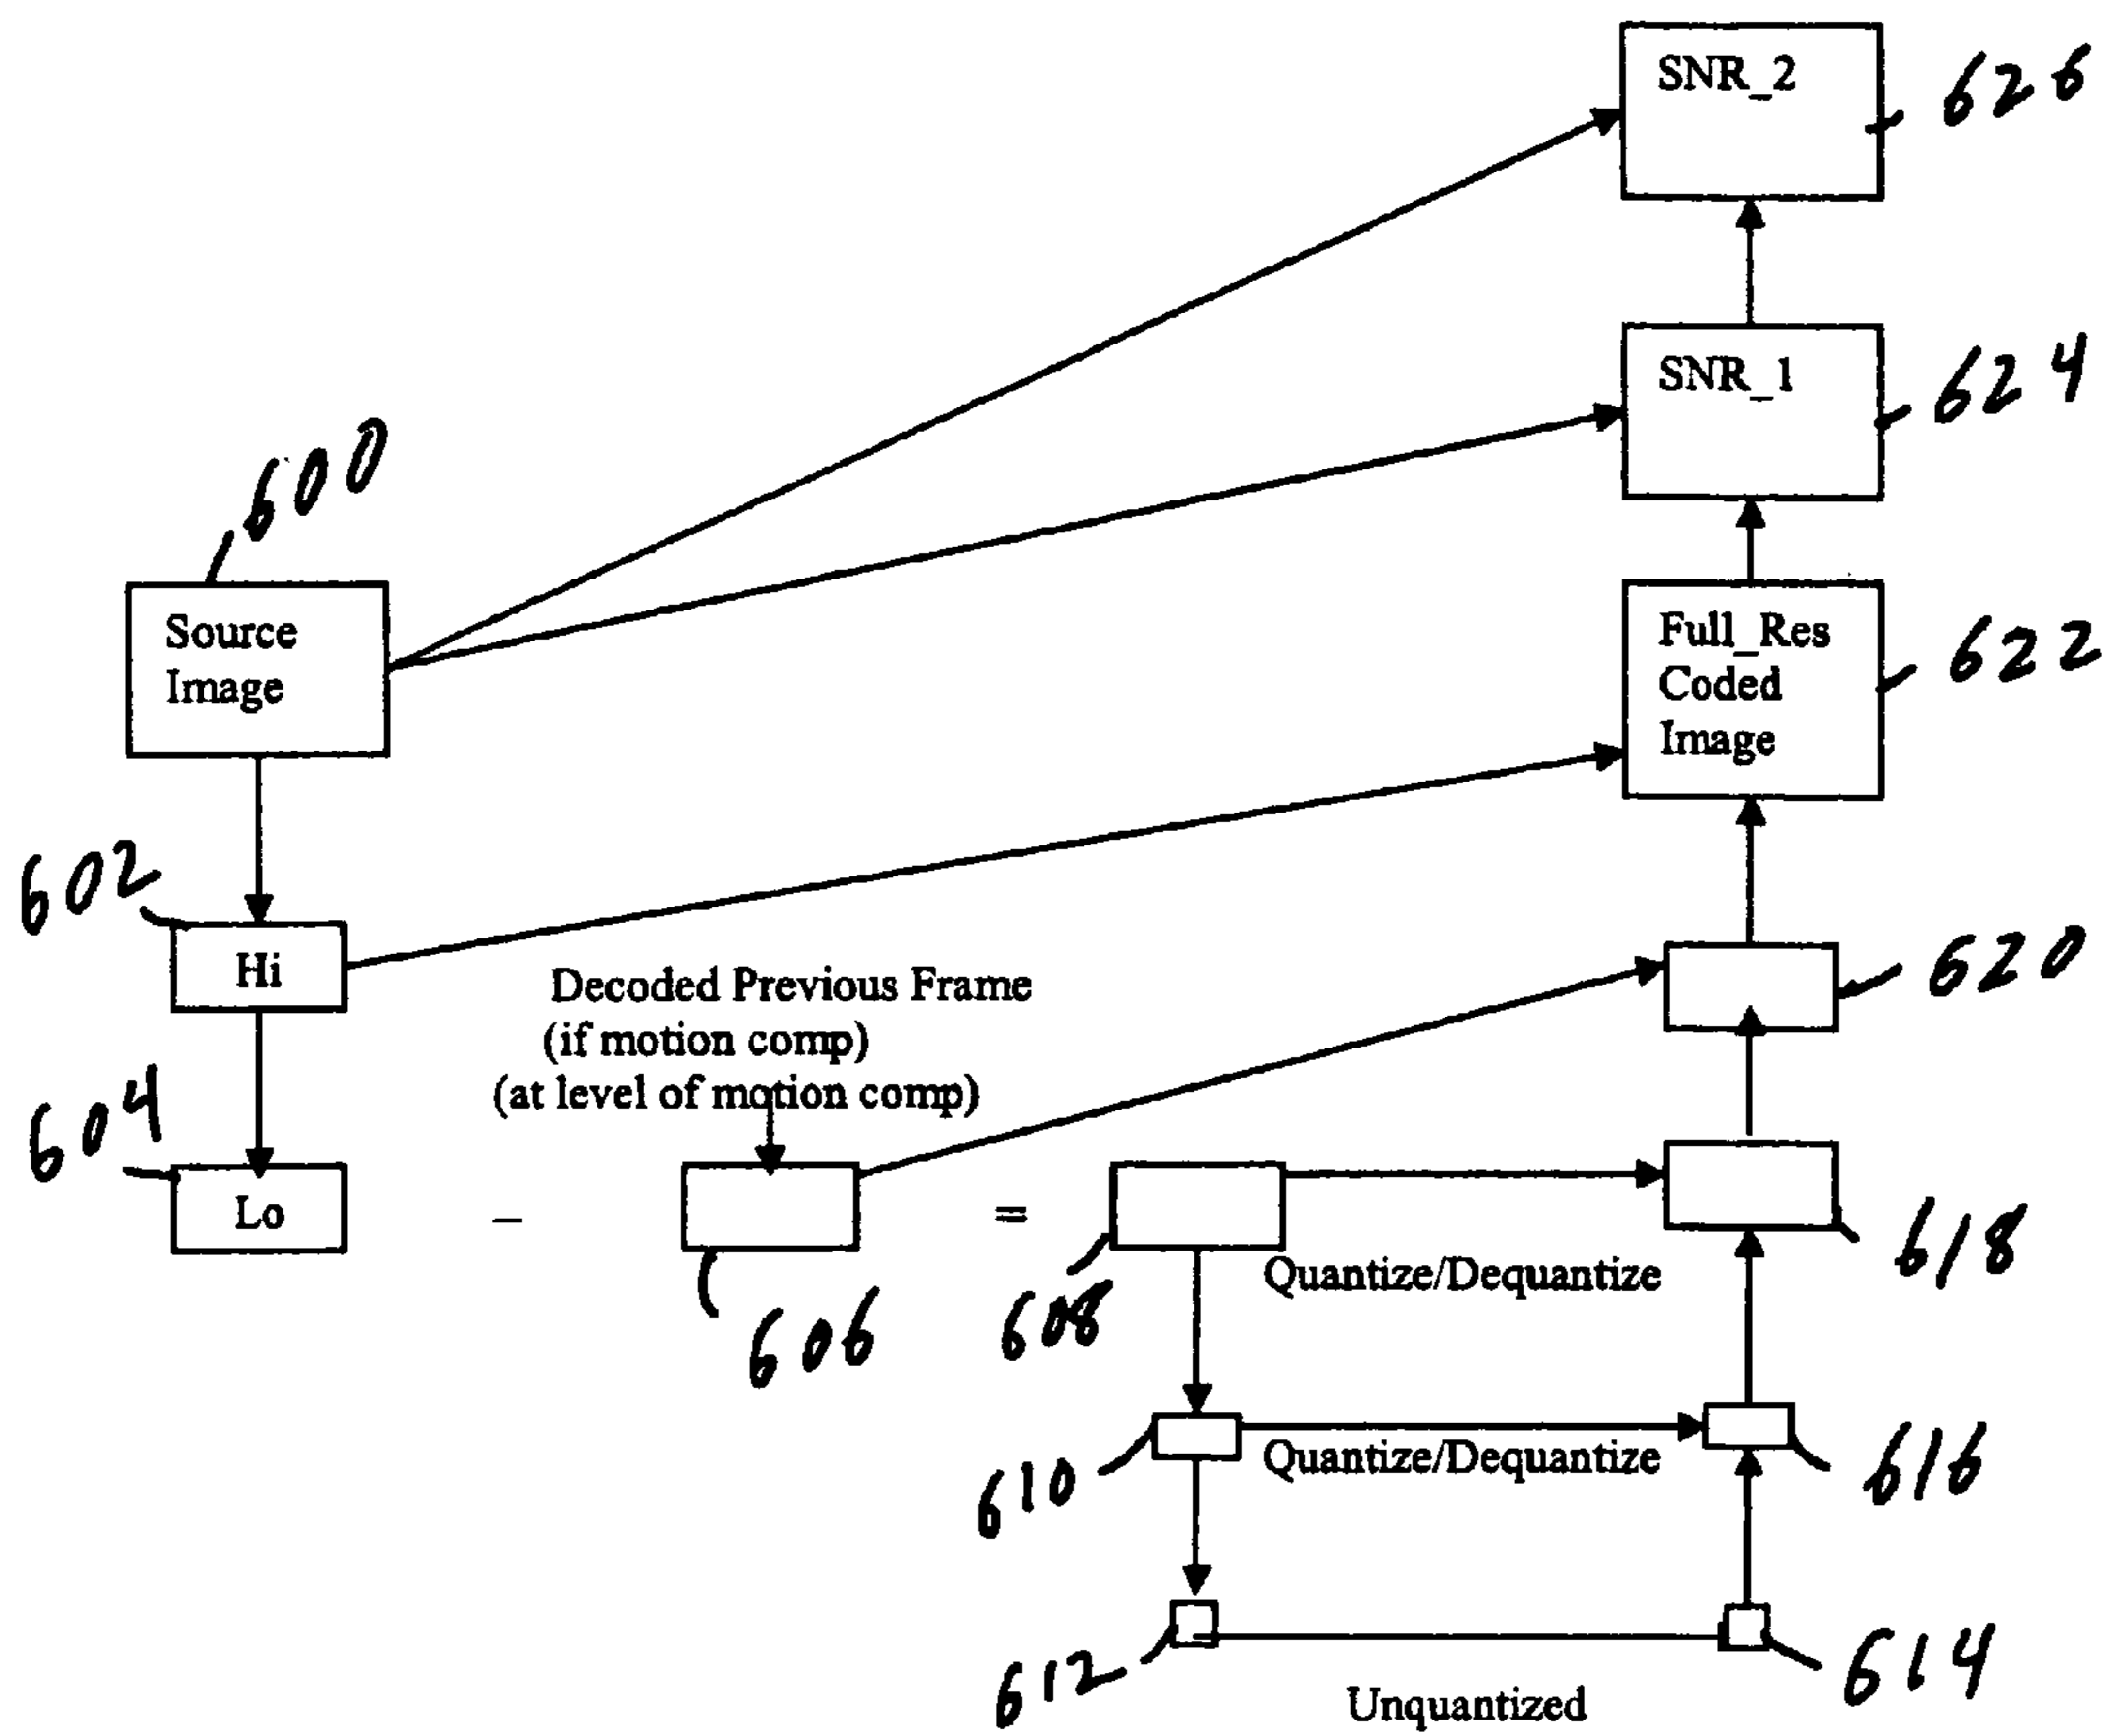 SNR_2
626
SNR_1
624
600
Source
Image
Full_Res
Coded
Image
622
602
Hi
620
Decoded Previous Frame
(if motion comp)
(at level of motion comp)
604
Lo
–
=
618
Quantize/Dequantize
606
608
610
Quantize/Dequantize
616
612
614
Unquantized